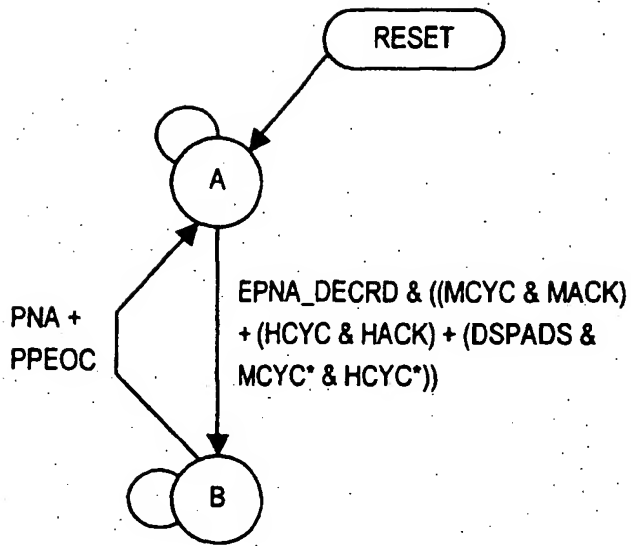 RESET
A
EPNA_DECRD & ((MCYC & MACK)
+ (HCYC & HACK) + (DSPADS &
MCYC* & HCYC*))
PNA +
PPEOC
B